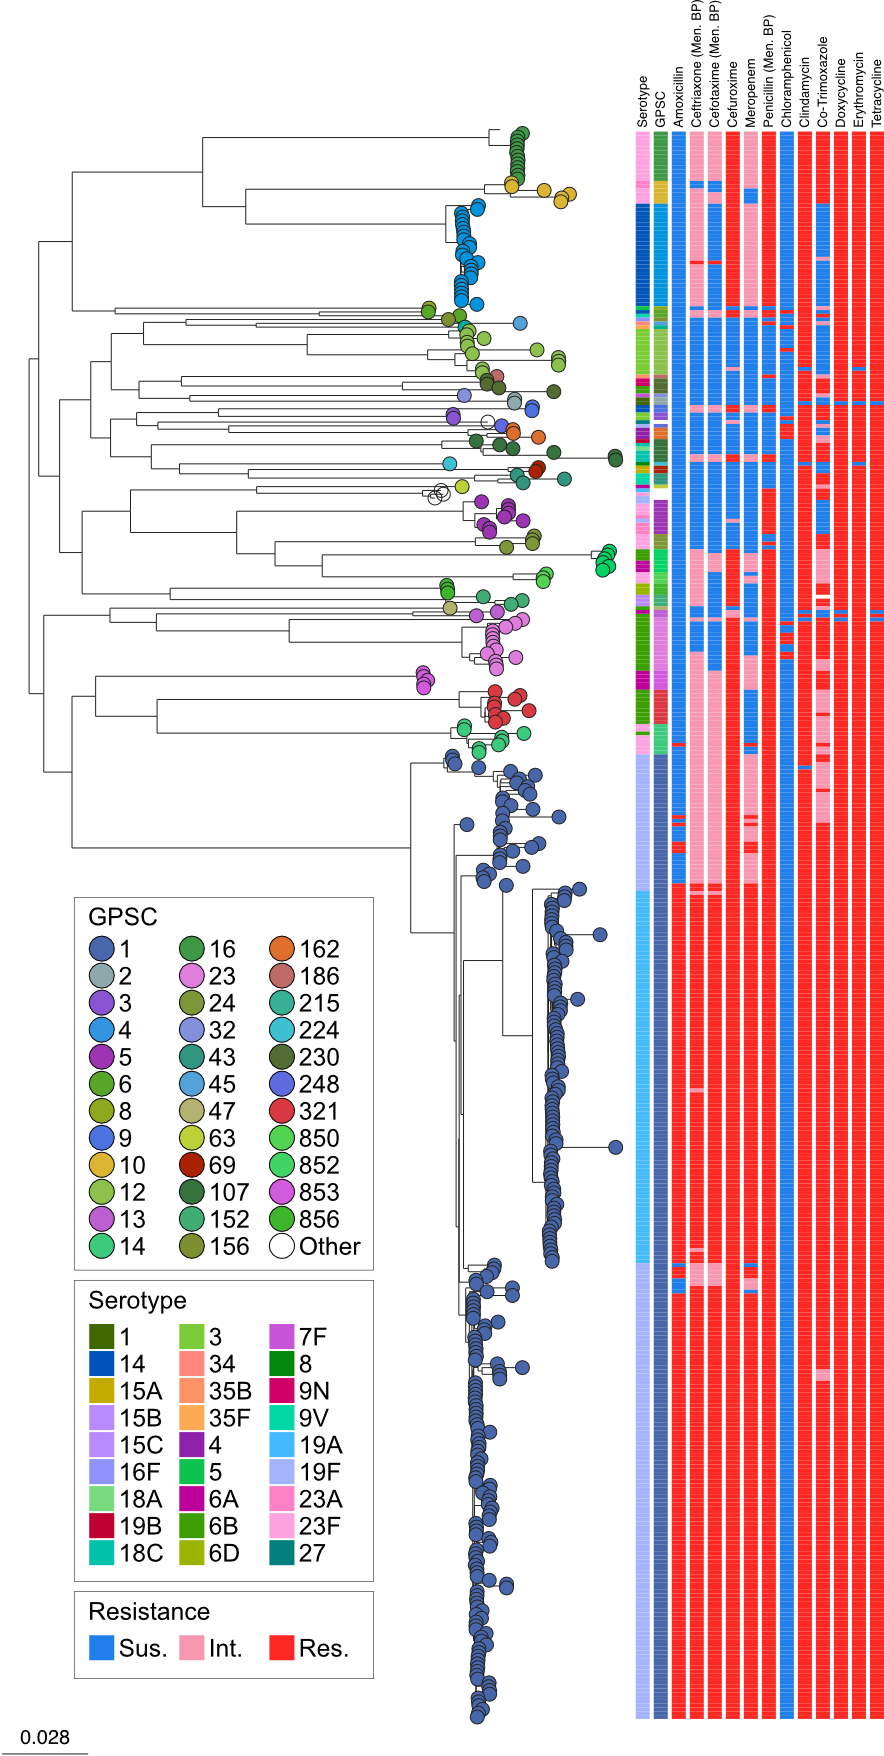 Serotype
GPSC
Amoxicillin
Ceftriaxone (Men. BP)
Cefotaxime (Men. BP)
Cefuroxime
Meropenem
Penicillin (Men. BP)
Chloramphenicol
Clindamycin
Co-Trimoxazole
Doxycycline
Erythromycin
Tetracycline
GPSC
1 16 162
2 23 186
3 24 215
4 32 224
5 43 230
6 45 248
8 47 321
9 63 850
10 69 852
12 107 853
13 152 856
14 156 Other
Serotype
1 3 7F
14 34 8
15A 35B 9N
15B 35F 9V
15C 4 19A
16F 5 19F
18A 6A 23A
19B 6B 23F
18C 6D 27
Resistance
Sus. Int. Res.
0.028